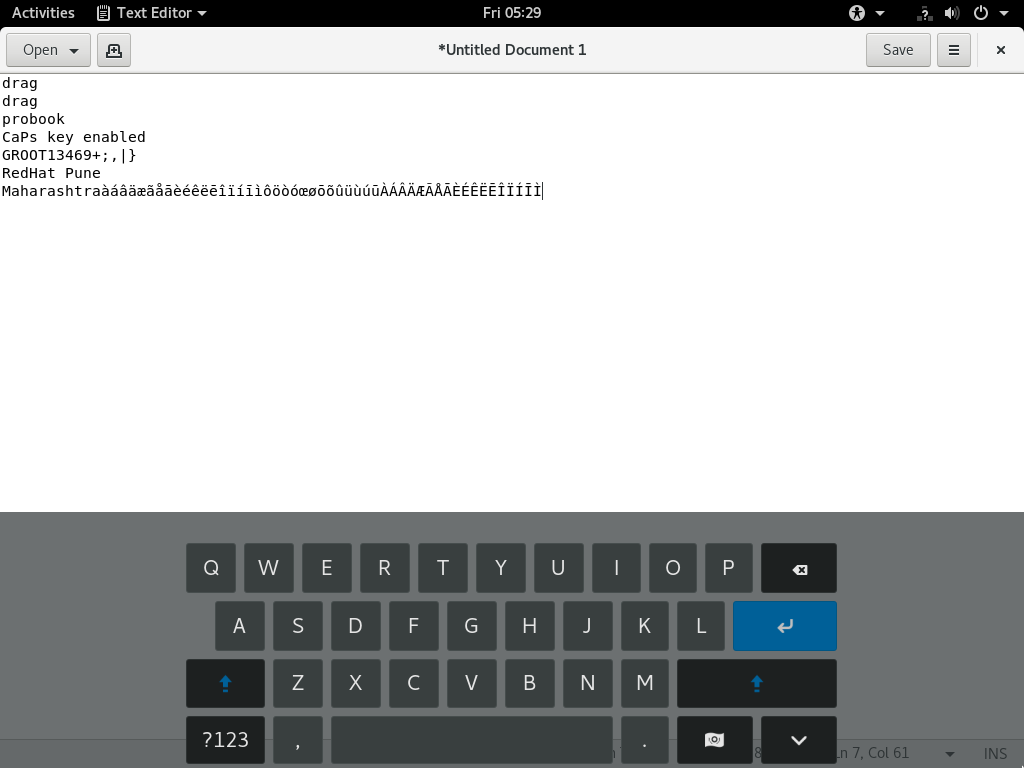 Activities Text Editor Fri 05:29
Open *Untitled Document 1 Save
drag
drag
probook
CaPs key enabled
GROOT13469+;,|}
RedHat Pune
MaharashtraàáâäæãåāèéêëēîïíīìôöòóœøōõûüùúūÀÁÂÄÆÃÅĀÈÉÊËĒÎÏÍĪÌ
Q W E R T Y U I O P
A S D F G H J K L
Z X C V B N M
?123 , .
Ln 7, Col 61 INS